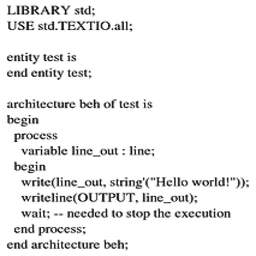 LIBRARY std;
USE std.TEXTIO.all;

entity test is
end entity test;

architecture beh of test is
begin
  process
    variable line_out : line;
  begin
    write(line_out, string'("Hello world!"));
    writeline(OUTPUT, line_out);
    wait; -- needed to stop the execution
  end process;
end architecture beh;